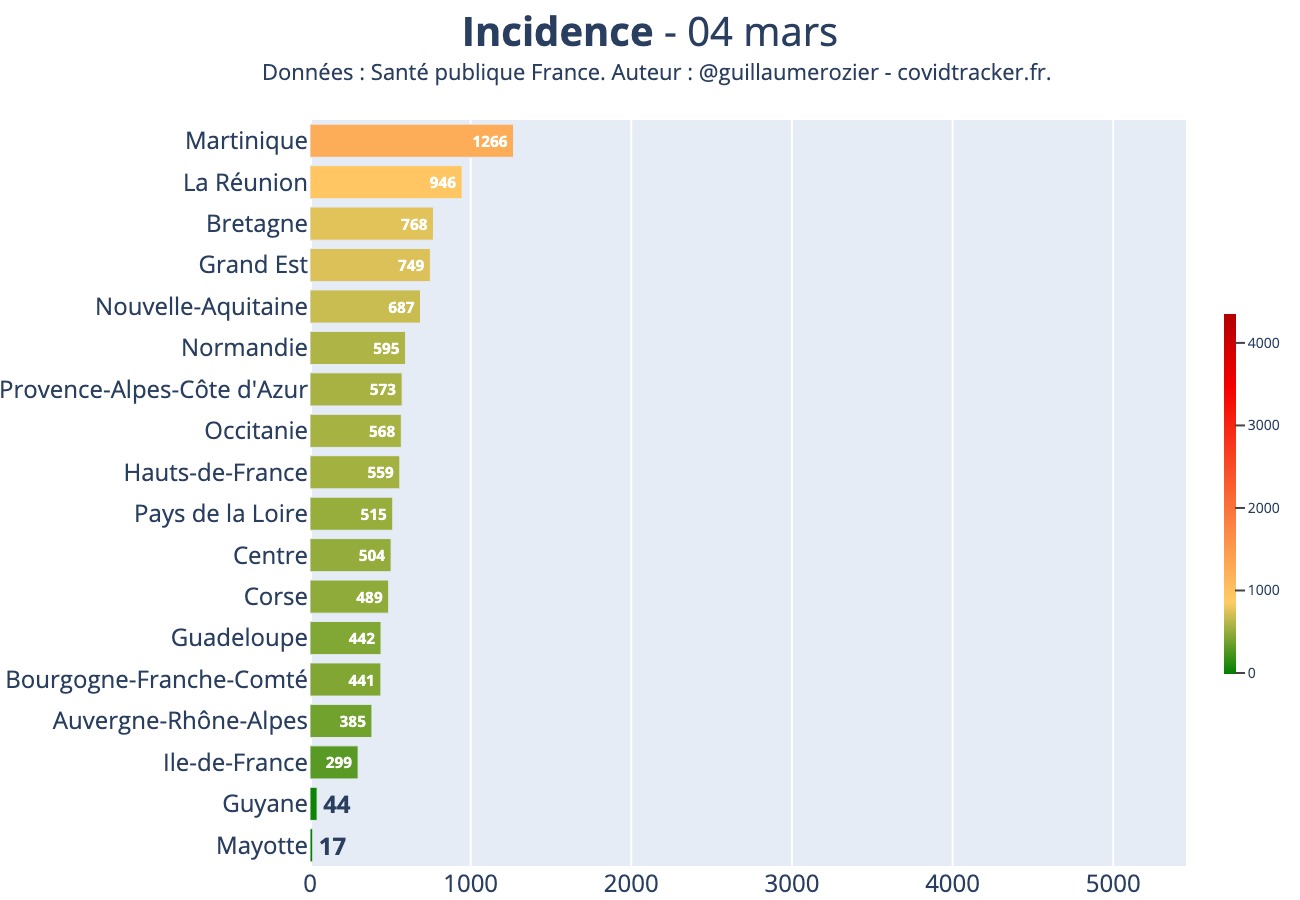 Incidence - 04 mars
Données : Santé publique France. Auteur : @guillaumerozier - covidtracker.fr.
Martinique 1266
La Réunion 946
Bretagne 768
Grand Est 749
Nouvelle-Aquitaine 687
Normandie 595
Provence-Alpes-Côte d'Azur 573
Occitanie 568
Hauts-de-France 559
Pays de la Loire 515
Centre 504
Corse 489
Guadeloupe 442
Bourgogne-Franche-Comté 441
Auvergne-Rhône-Alpes 385
Ile-de-France 299
Guyane 44
Mayotte 17
0 1000 2000 3000 4000 5000
4000
3000
2000
1000
0